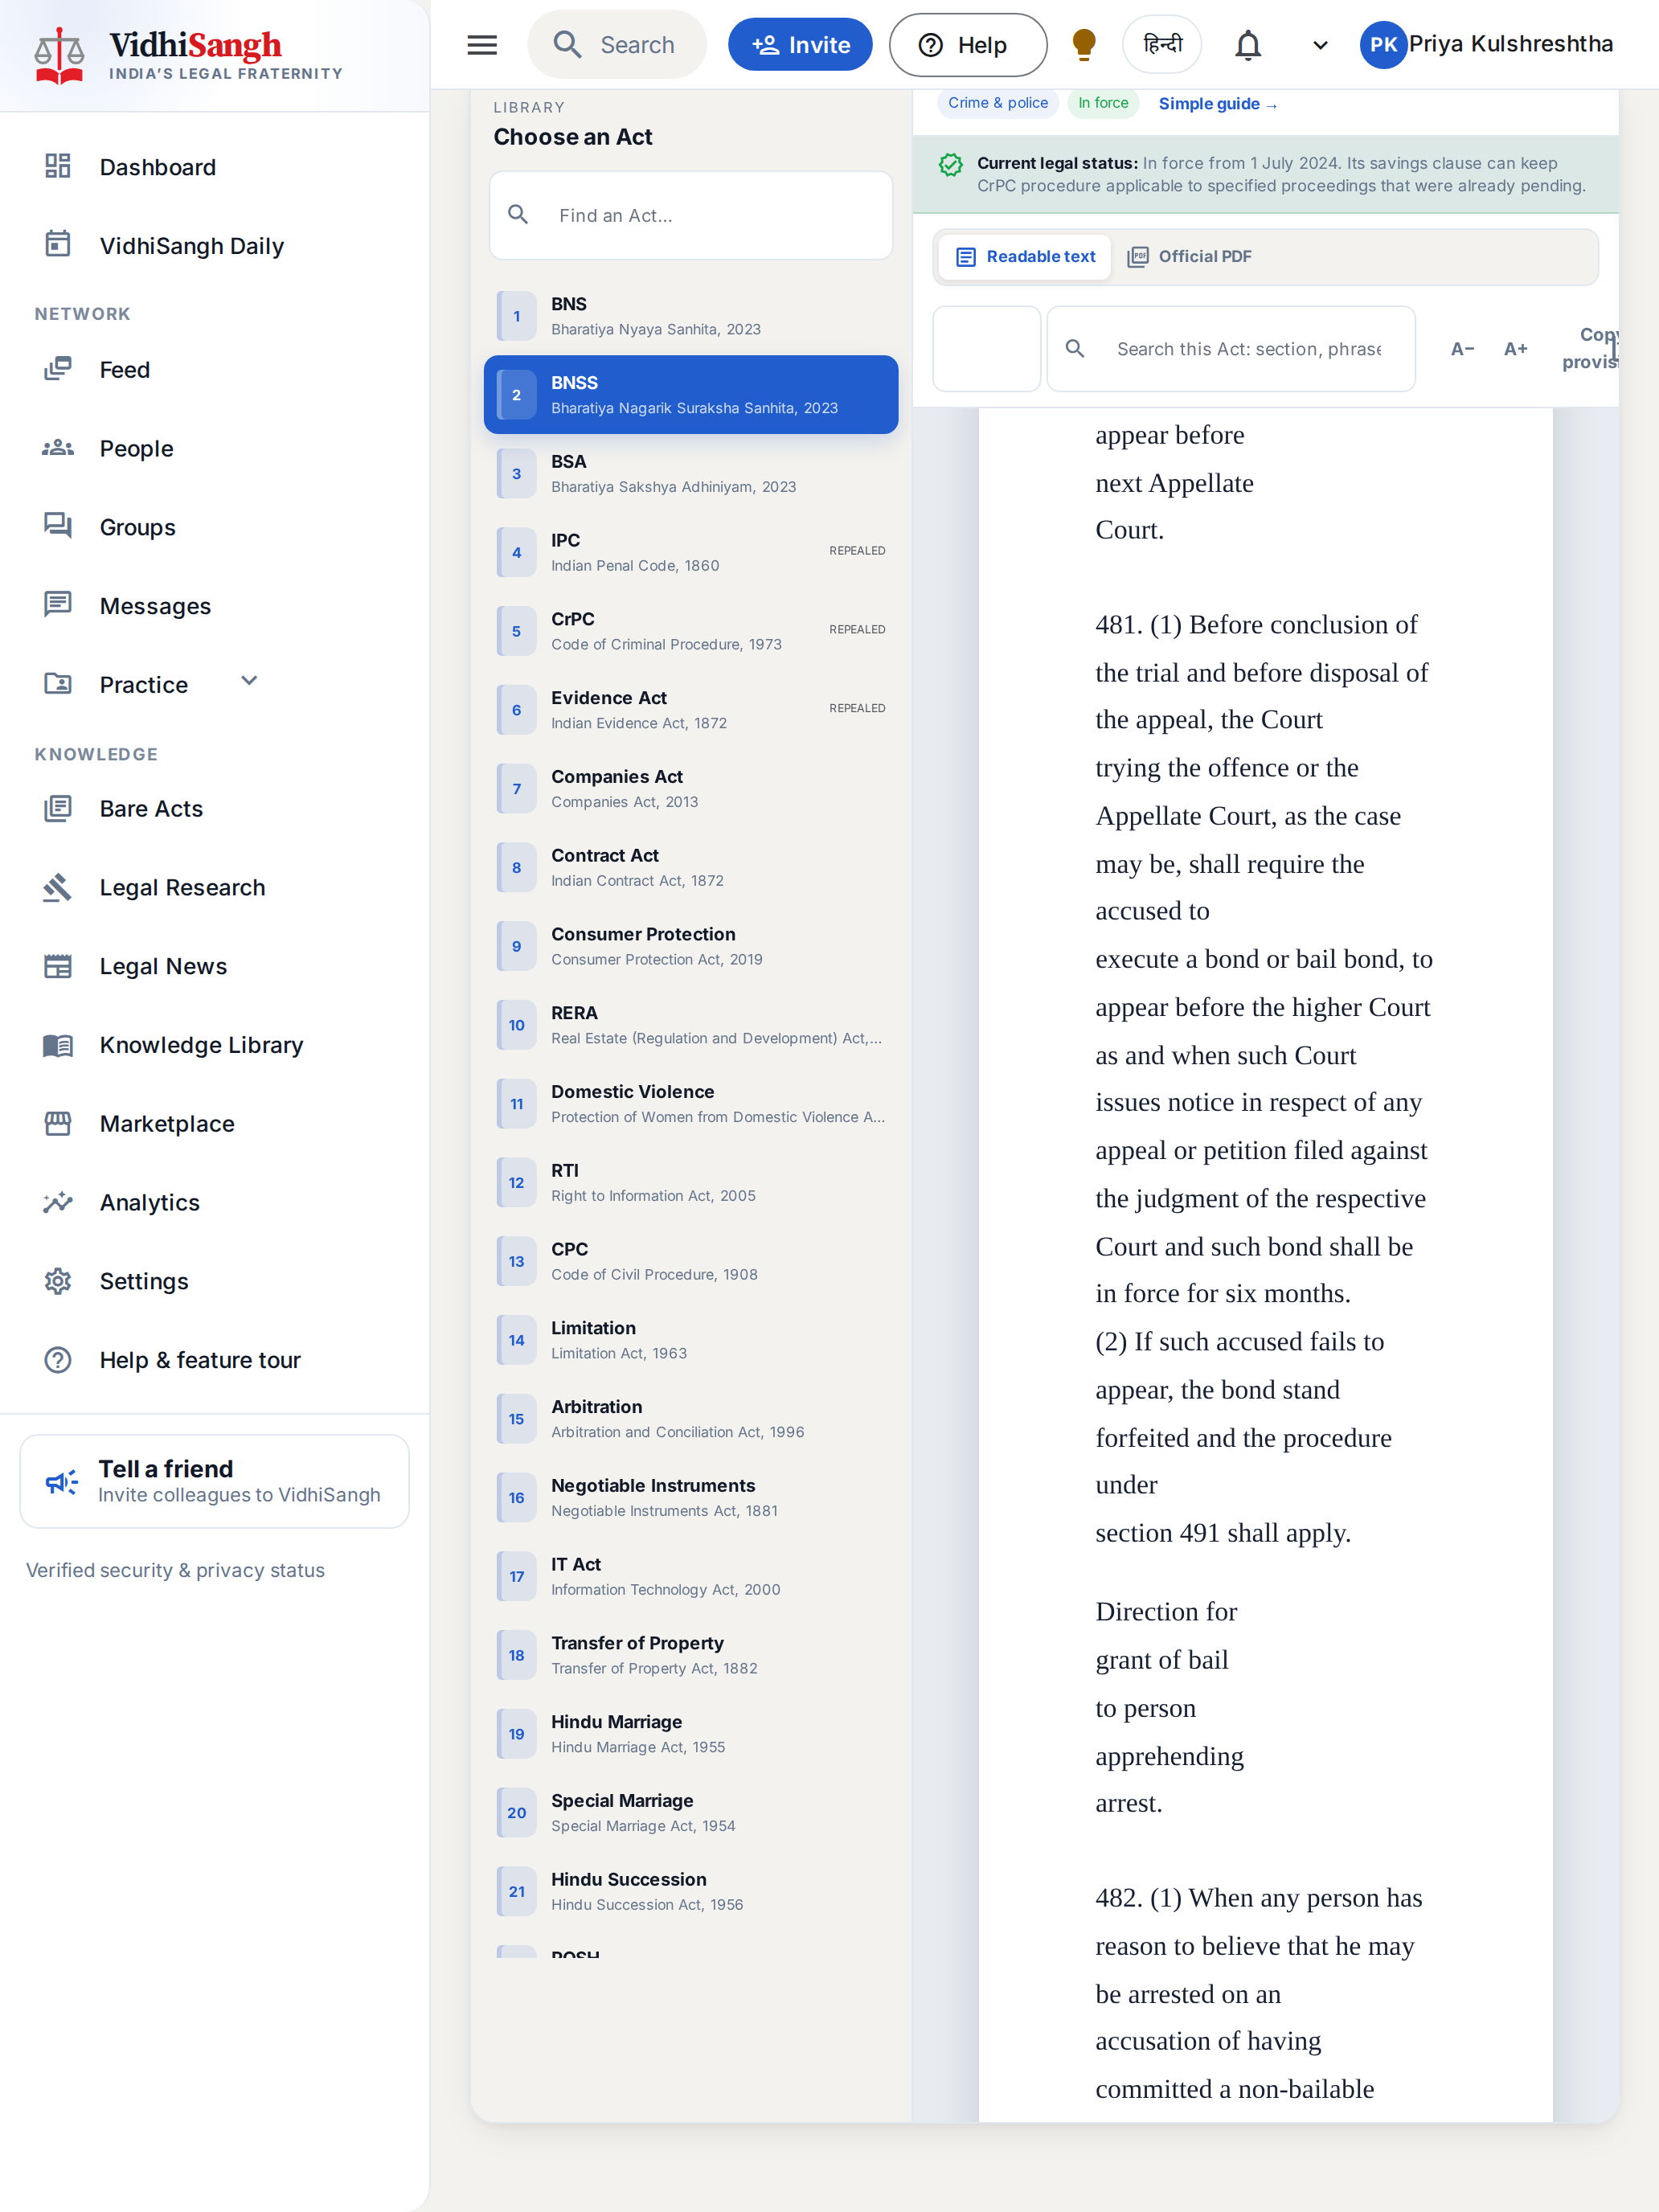 VidhiSangh
INDIA'S LEGAL FRATERNITY
Dashboard
VidhiSangh Daily
NETWORK
Feed
People
Groups
Messages
Practice
KNOWLEDGE
Bare Acts
Legal Research
Legal News
Knowledge Library
Marketplace
Analytics
Settings
Help & feature tour
Tell a friend
Invite colleagues to VidhiSangh
Verified security & privacy status
Search
Invite
Help
हिन्दी
PK Priya Kulshreshtha
LIBRARY
Choose an Act
Find an Act...
1 BNS
Bharatiya Nyaya Sanhita, 2023
2 BNSS
Bharatiya Nagarik Suraksha Sanhita, 2023
3 BSA
Bharatiya Sakshya Adhiniyam, 2023
4 IPC
Indian Penal Code, 1860
REPEALED
5 CrPC
Code of Criminal Procedure, 1973
REPEALED
6 Evidence Act
Indian Evidence Act, 1872
REPEALED
7 Companies Act
Companies Act, 2013
8 Contract Act
Indian Contract Act, 1872
9 Consumer Protection
Consumer Protection Act, 2019
10 RERA
Real Estate (Regulation and Development) Act,...
11 Domestic Violence
Protection of Women from Domestic Violence A...
12 RTI
Right to Information Act, 2005
13 CPC
Code of Civil Procedure, 1908
14 Limitation
Limitation Act, 1963
15 Arbitration
Arbitration and Conciliation Act, 1996
16 Negotiable Instruments
Negotiable Instruments Act, 1881
17 IT Act
Information Technology Act, 2000
18 Transfer of Property
Transfer of Property Act, 1882
19 Hindu Marriage
Hindu Marriage Act, 1955
20 Special Marriage
Special Marriage Act, 1954
21 Hindu Succession
Hindu Succession Act, 1956
POSH
Crime & police
In force
Simple guide →
Current legal status: In force from 1 July 2024. Its savings clause can keep
CrPC procedure applicable to specified proceedings that were already pending.
Readable text
Official PDF
Search this Act: section, phrase
A−
A+
Copy
provis
appear before
next Appellate
Court.
481. (1) Before conclusion of
the trial and before disposal of
the appeal, the Court
trying the offence or the
Appellate Court, as the case
may be, shall require the
accused to
execute a bond or bail bond, to
appear before the higher Court
as and when such Court
issues notice in respect of any
appeal or petition filed against
the judgment of the respective
Court and such bond shall be
in force for six months.
(2) If such accused fails to
appear, the bond stand
forfeited and the procedure
under
section 491 shall apply.
Direction for
grant of bail
to person
apprehending
arrest.
482. (1) When any person has
reason to believe that he may
be arrested on an
accusation of having
committed a non-bailable